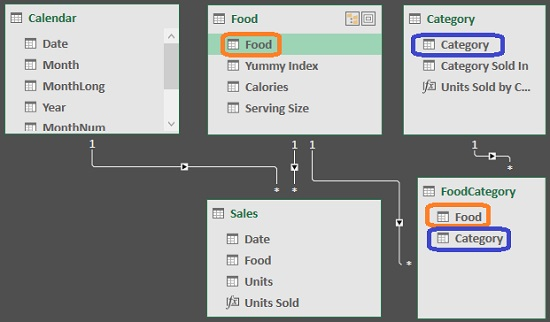 Calendar
Date
Month
MonthLong
Year
MonthNum
Food
Food
Yummy Index
Calories
Serving Size
Category
Category
Category Sold In
Units Sold by C...
1
1
1
1
*
*
*
*
Sales
Date
Food
Units
Units Sold
FoodCategory
Food
Category